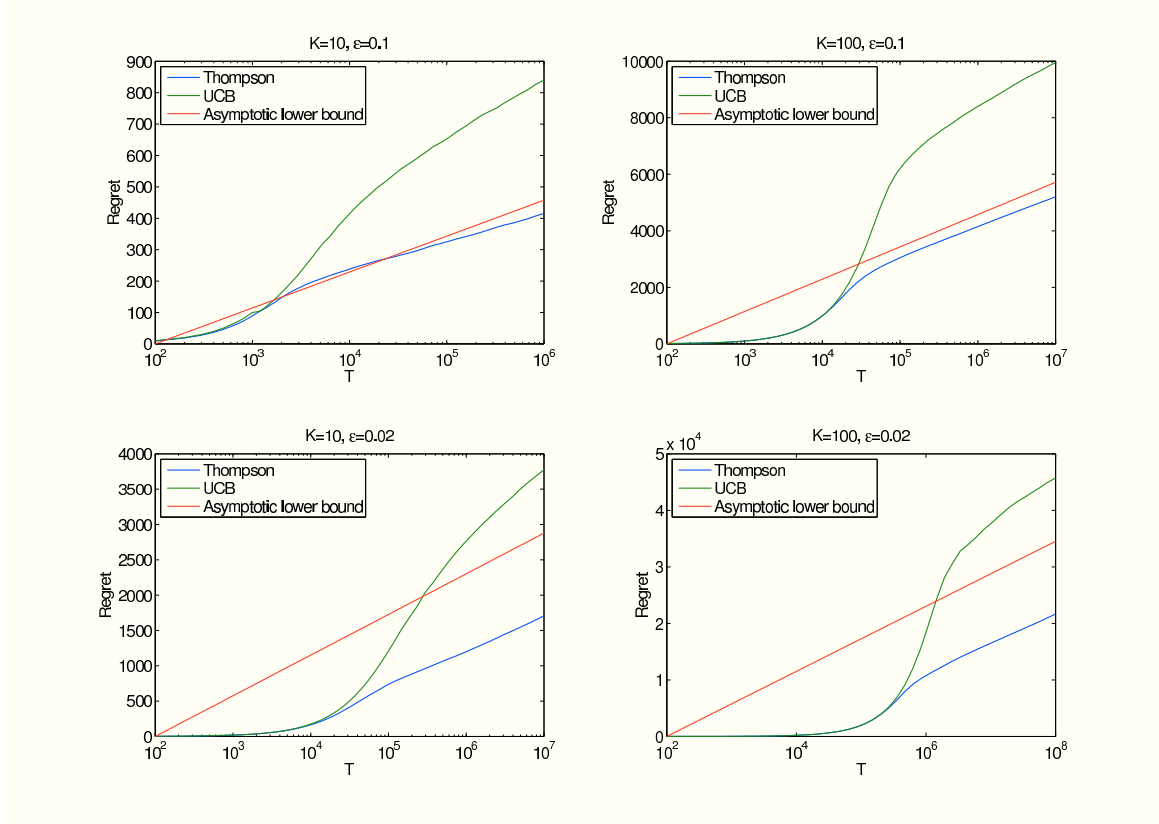 K=10, ε=0.1
900
800
700
600
500
400
300
200
100
0
Regret
Thompson
UCB
Asymptotic lower bound
10^2 10^3 10^4 10^5 10^6
T
K=100, ε=0.1
10000
8000
6000
4000
2000
0
Regret
Thompson
UCB
Asymptotic lower bound
10^2 10^3 10^4 10^5 10^6 10^7
T
K=10, ε=0.02
4000
3500
3000
2500
2000
1500
1000
500
0
Regret
Thompson
UCB
Asymptotic lower bound
10^2 10^3 10^4 10^5 10^6 10^7
T
K=100, ε=0.02
x 10^4
5
4
3
2
1
0
Regret
Thompson
UCB
Asymptotic lower bound
10^2 10^4 10^6 10^8
T